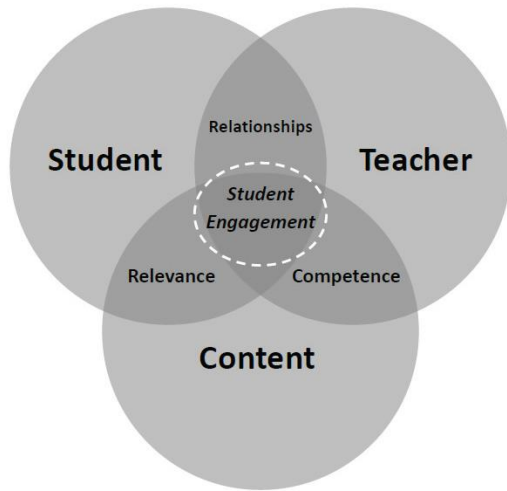 Relationships
Student
Teacher
Student
Engagement
Relevance
Competence
Content